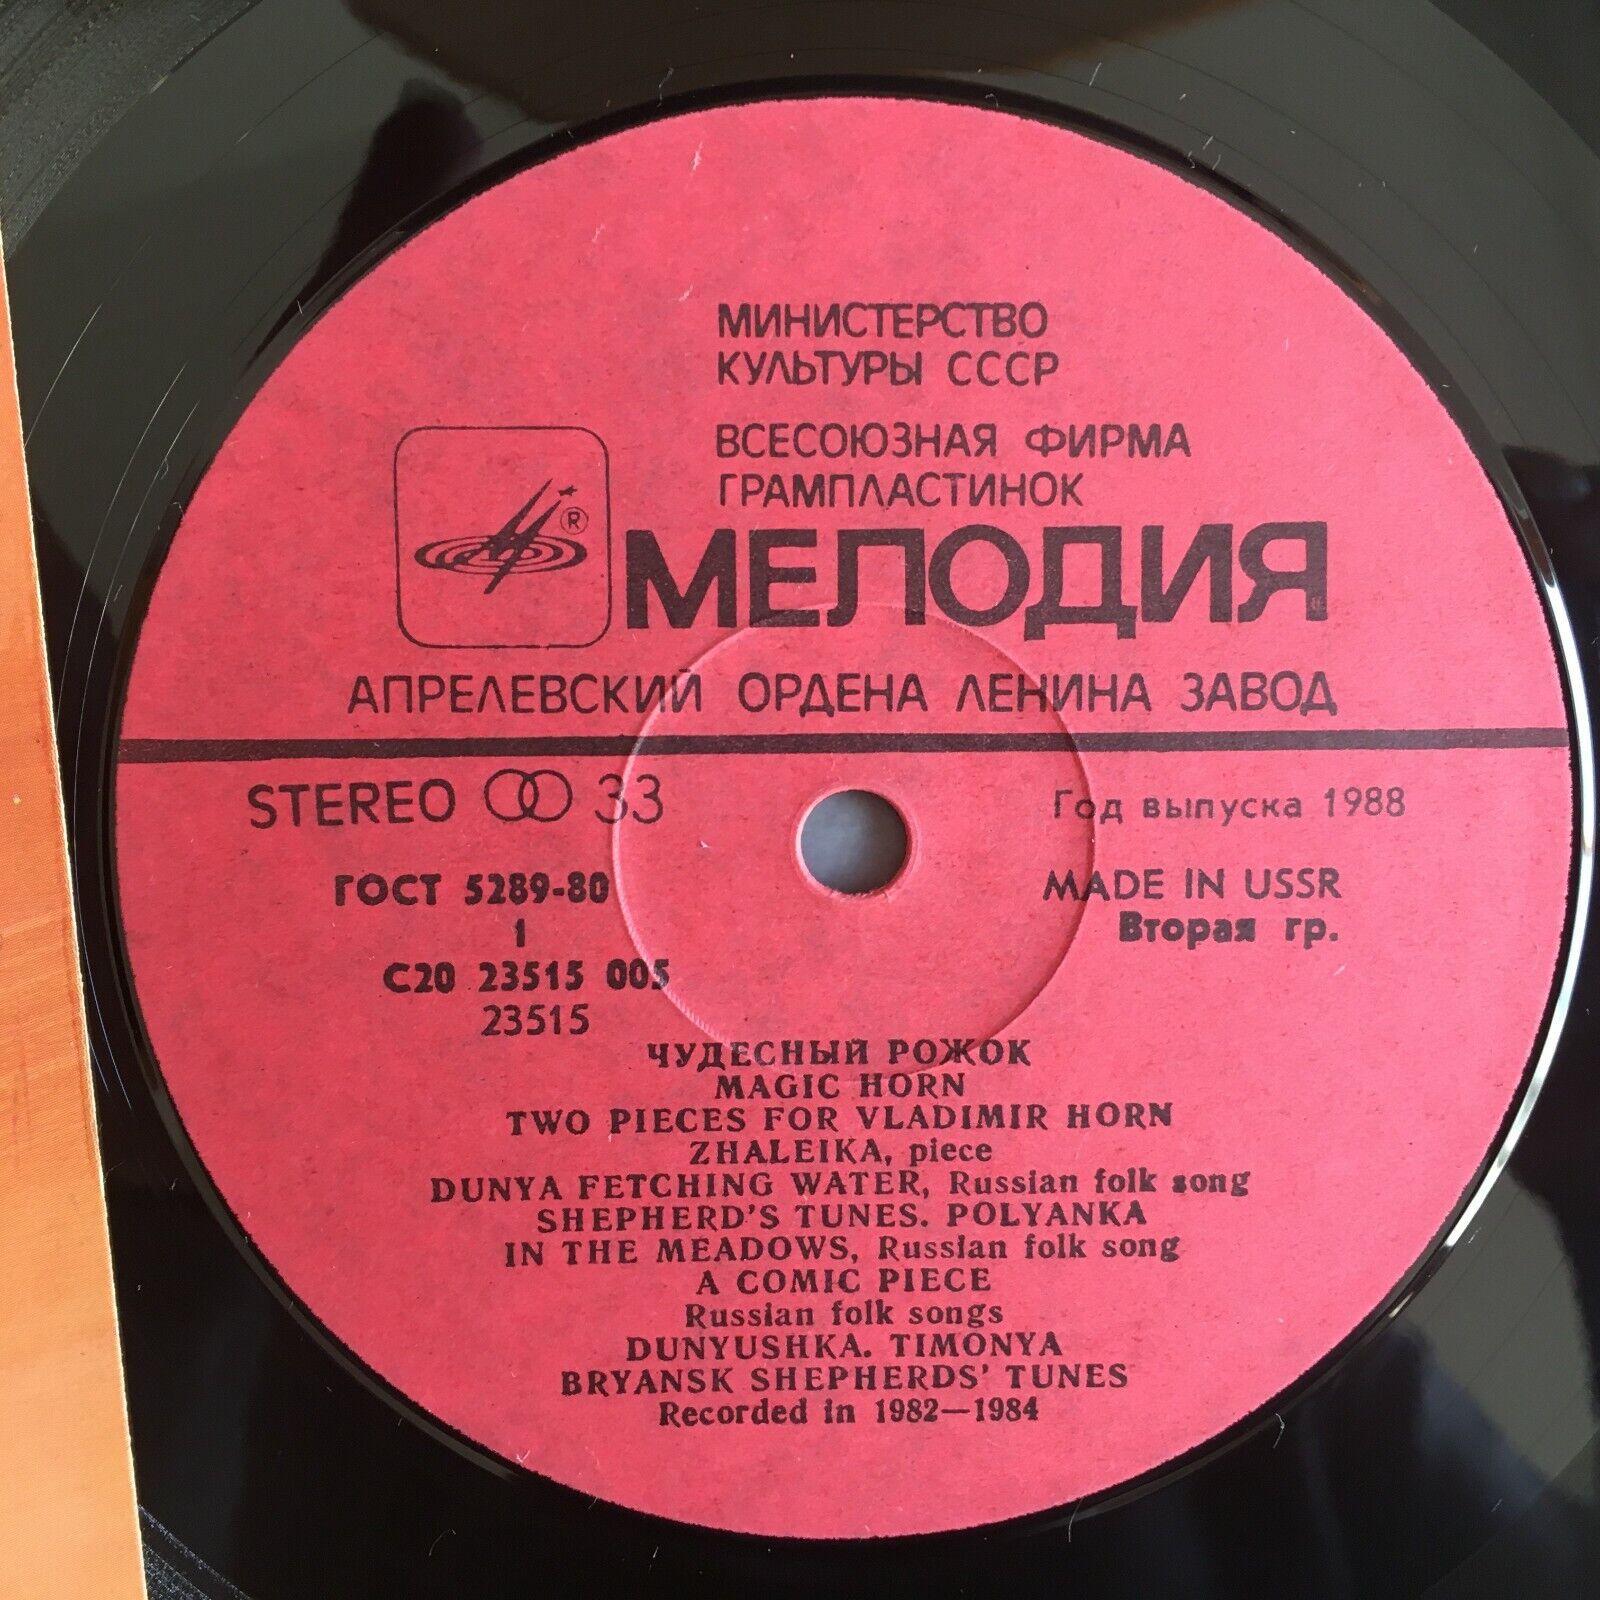 МИНИСТЕРСТВО
КУЛЬТУРЫ СССР
ВСЕСОЮЗНАЯ ФИРМА
ГРАМПЛАСТИНОК
®
МЕЛОДИЯ
АПРЕЛЕВСКИЙ ОРДЕНА ЛЕНИНА ЗАВОД
STEREO 33
Год выпуска 1988
ГОСТ 5289-80
MADE IN USSR
1
Вторая гр.
С20 23515 005
23515
ЧУДЕСНЫЙ РОЖОК
MAGIC HORN
TWO PIECES FOR VLADIMIR HORN
ZHALEIKA, piece
DUNYA FETCHING WATER, Russian folk song
SHEPHERD'S TUNES. POLYANKA
IN THE MEADOWS, Russian folk song
A COMIC PIECE
Russian folk songs
DUNYUSHKA. TIMONYA
BRYANSK SHEPHERDS' TUNES
Recorded in 1982—1984